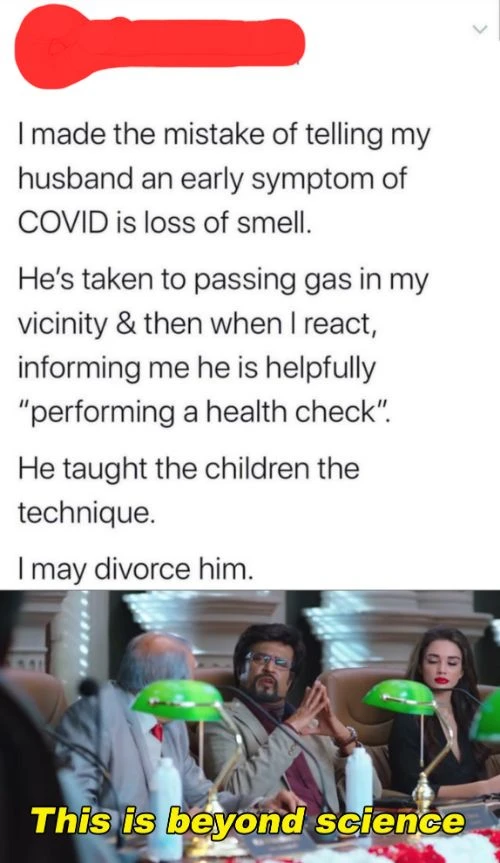 I made the mistake of telling my
husband an early symptom of
COVID is loss of smell.
He's taken to passing gas in my
vicinity & then when I react,
informing me he is helpfully
"performing a health check".
He taught the children the
technique.
I may divorce him.
This is beyond science